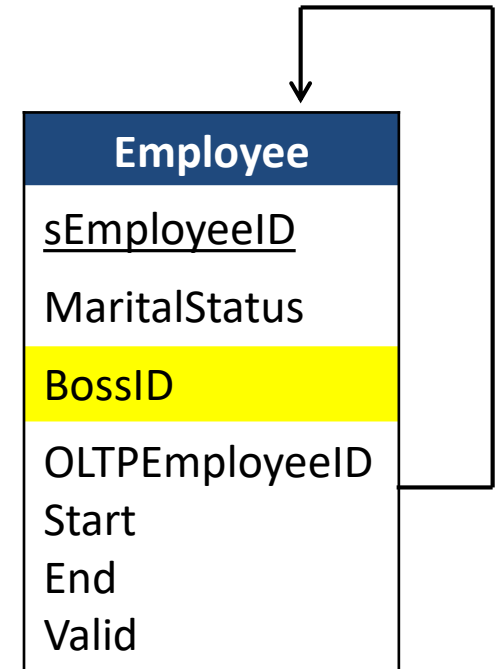 Employee
sEmployeeID
MaritalStatus
BossID
OLTPEmployeeID
Start
End
Valid